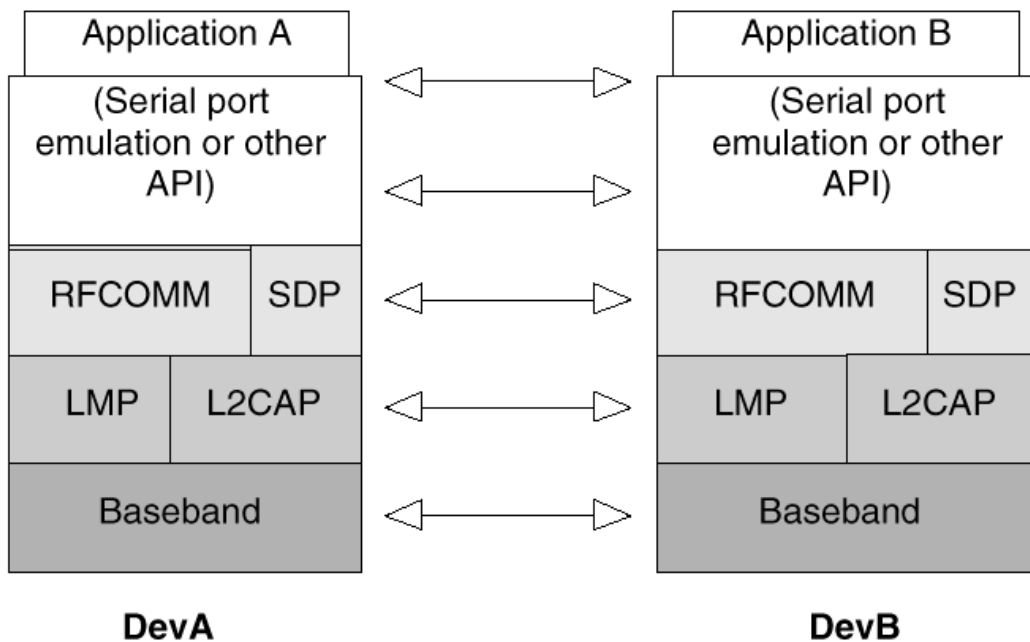 Application A
(Serial port
emulation or other
API)
RFCOMM
SDP
LMP
L2CAP
Baseband
DevA
Application B
(Serial port
emulation or other
API)
RFCOMM
SDP
LMP
L2CAP
Baseband
DevB